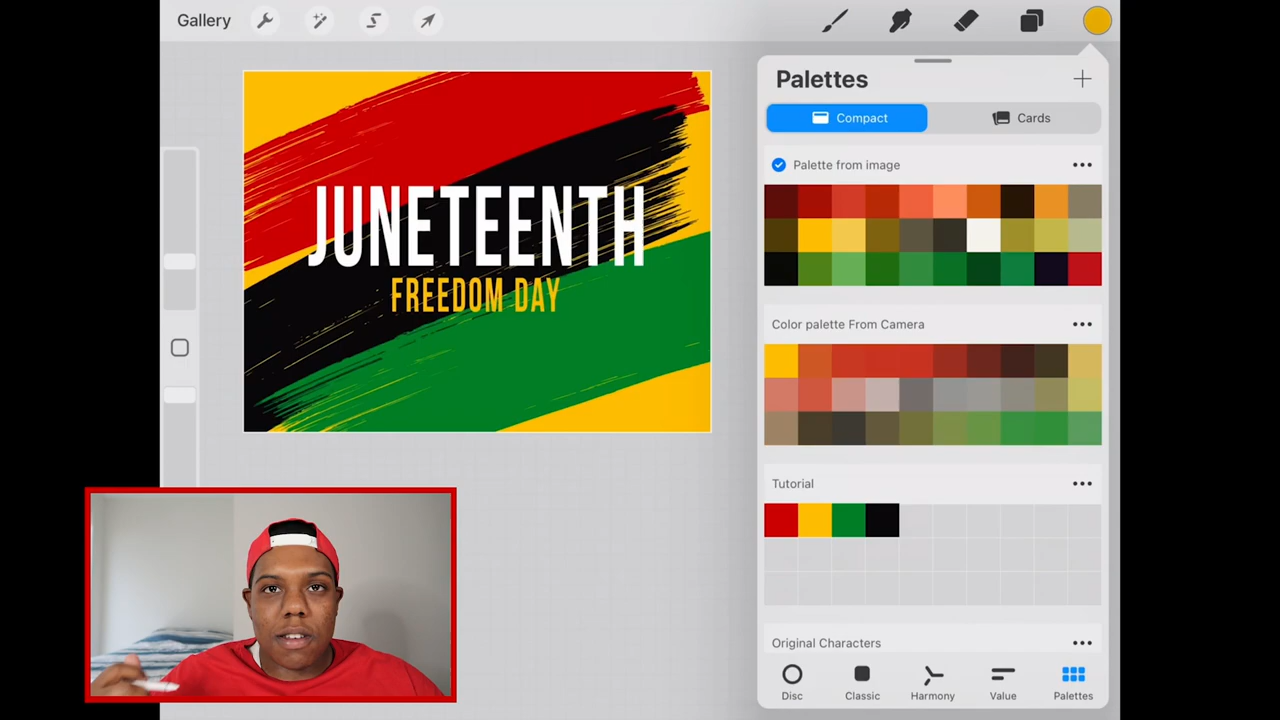 Gallery
Palettes
Compact
Cards
Palette from image
JUNETEENTH
FREEDOM DAY
Color palette From Camera
Tutorial
Original Characters
Disc
Classic
Harmony
Value
Palettes